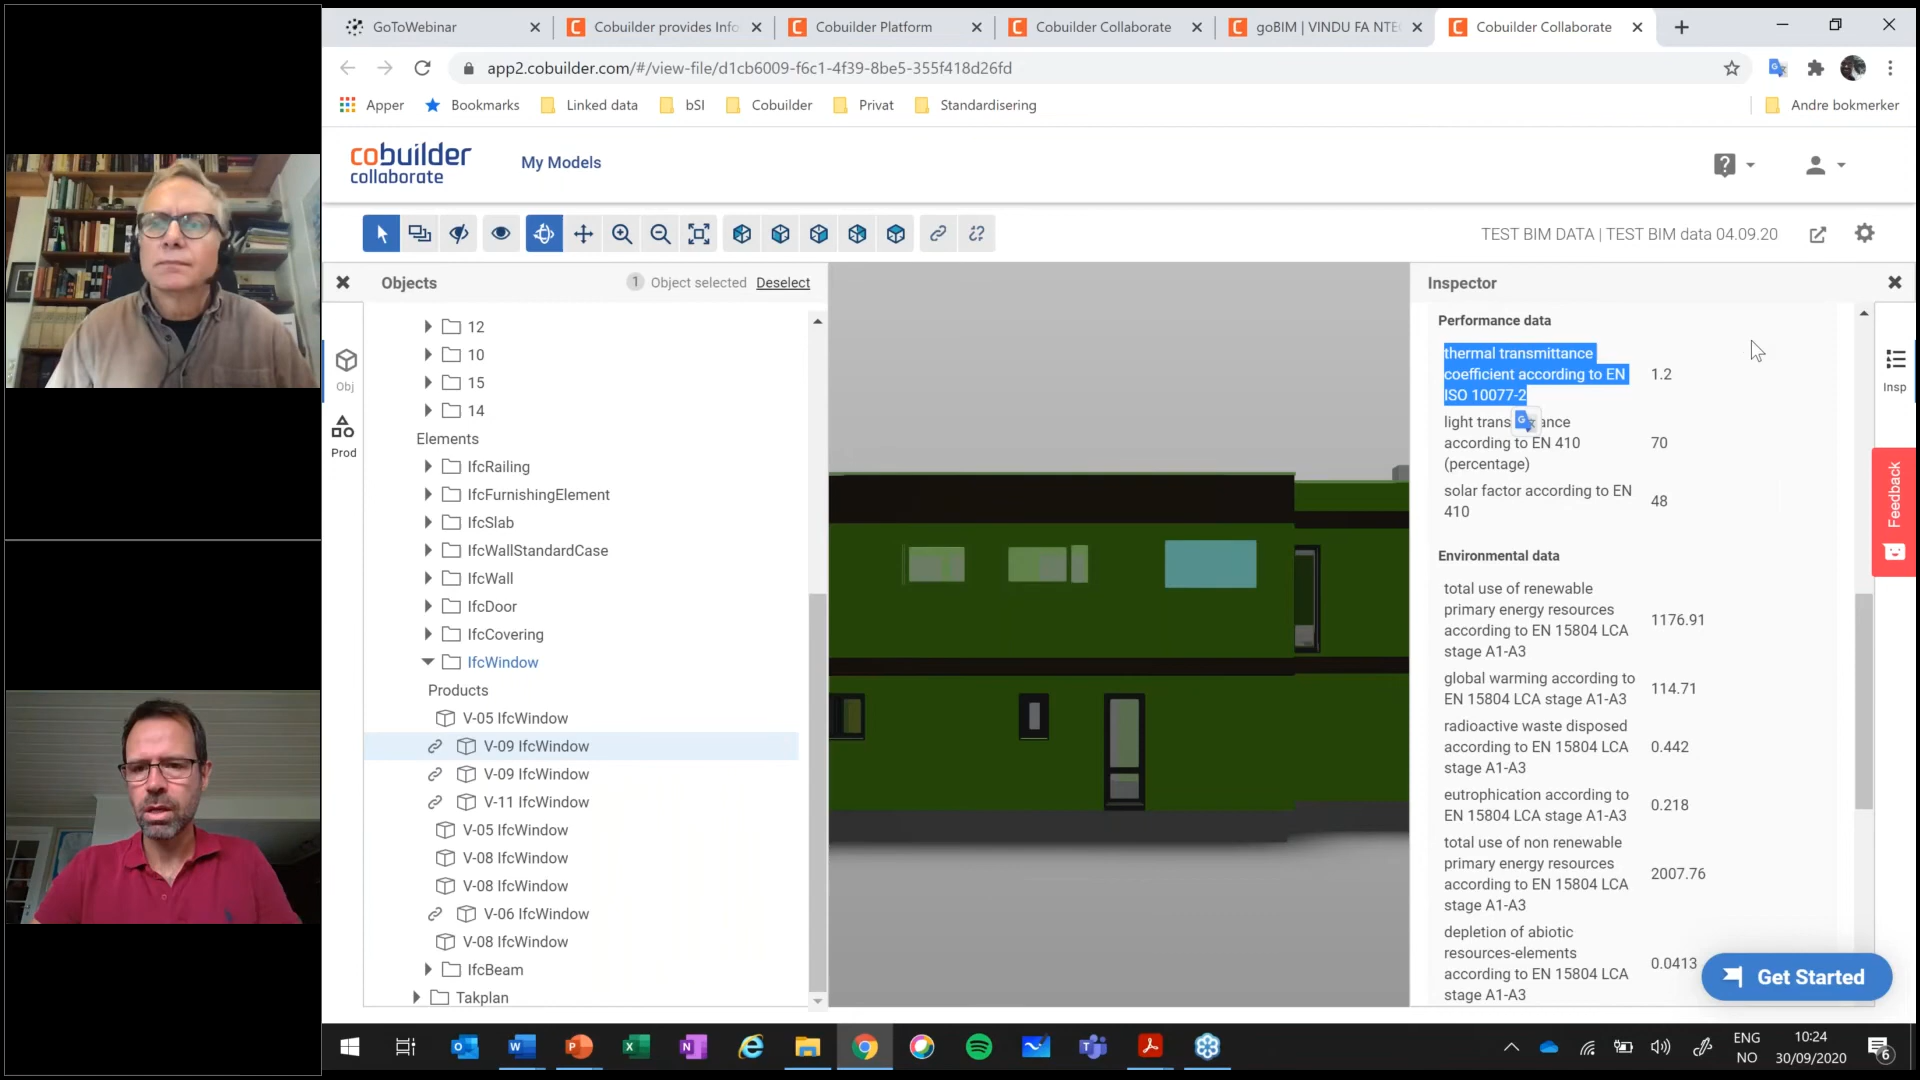 GoToWebinar
Cobuilder provides Info
Cobuilder Platform
Cobuilder Collaborate
goBIM | VINDU FA NTE
Cobuilder Collaborate
app2.cobuilder.com/#/view-file/d1cb6009-f6c1-4f39-8be5-355f418d26fd
Apper
Bookmarks
Linked data
bSI
Cobuilder
Privat
Standardisering
Andre bokmerker
cobuilder
collaborate
My Models
TEST BIM DATA | TEST BIM data 04.09.20
Objects
1 Object selected Deselect
Obj
Prod
12
10
15
14
Elements
IfcRailing
IfcFurnishingElement
IfcSlab
IfcWallStandardCase
IfcWall
IfcDoor
IfcCovering
IfcWindow
Products
V-05 IfcWindow
V-09 IfcWindow
V-09 IfcWindow
V-11 IfcWindow
V-05 IfcWindow
V-08 IfcWindow
V-08 IfcWindow
V-06 IfcWindow
V-08 IfcWindow
IfcBeam
Takplan
Inspector
Insp
Feedback
Performance data
thermal transmittance
coefficient according to EN
ISO 10077-2
1.2
light
according to EN 410
(percentage)
70
solar factor according to EN
410
48
Environmental data
total use of renewable
primary energy resources
according to EN 15804 LCA
stage A1-A3
1176.91
global warming according to
EN 15804 LCA stage A1-A3
114.71
radioactive waste disposed
according to EN 15804 LCA
stage A1-A3
0.442
eutrophication according to
EN 15804 LCA stage A1-A3
0.218
total use of non renewable
primary energy resources
according to EN 15804 LCA
stage A1-A3
2007.76
depletion of abiotic
resources-elements
according to EN 15804 LCA
stage A1-A3
0.0413
Get Started
ENG
NO
10:24
30/09/2020
6